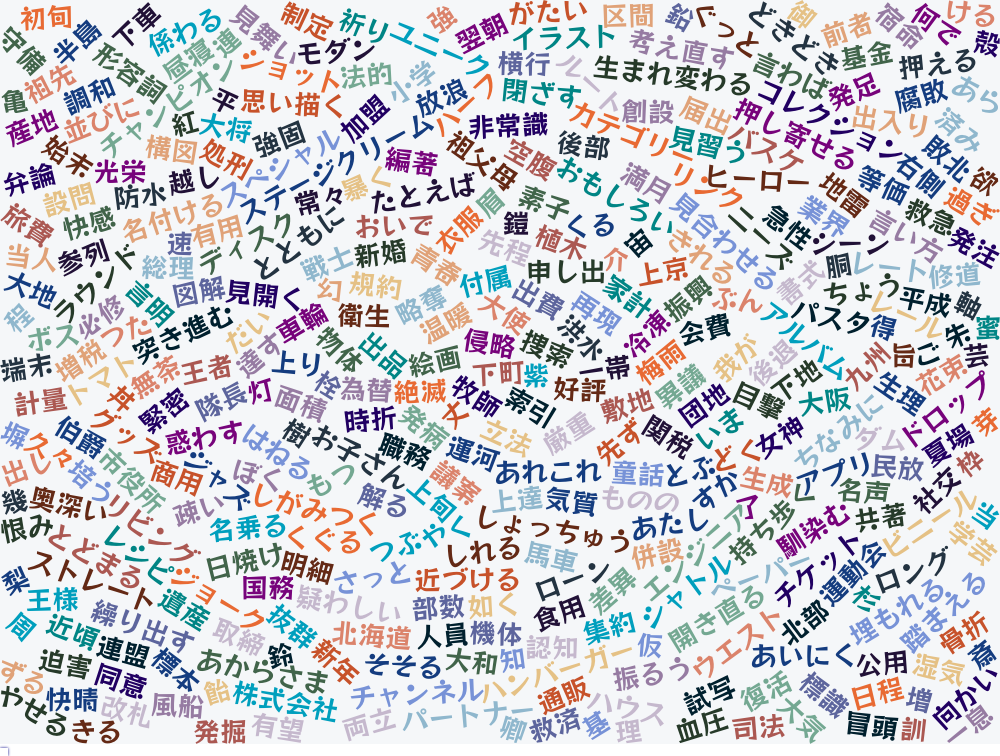 初旬
下車
係わる
見舞い
制定
祈り
ユニーク
強
翌朝
がたい
イラスト
区間
鉛
ぐっと
どきどき
御
前者
宿命
何で
ける
殻
守衛
半島
形容詞
昼寝
連
ショット
モダン
法的
小学
横行
考え直す
生まれ変わる
言わば
基金
押える
亀
祖先
調和
チャンピオン
平
思い描く
加盟
放浪
ハーフ
閉ざす
創設
届出
押し寄せる
コレクション
発足
腐敗
あら
産地
並びに
紅
大将
強固
非常識
カテゴリ
見習う
バスケ
出入り
済み
始末
光栄
構図
処刑
スペシャル
ステージ
クリーム
編著
祖父母
空腹
後部
おもしろい
満月
リンク
ヒーロー
地雷
等価
右側
敗北
欲
弁論
設問
防水
越し
常々
暴く
たとえば
盾
素子
見合わせる
ニーズ
急性
業界
言い方
救急
過ぎ
旅費
快感
名付ける
有用
速
ディスク
とともに
おいで
衣服
先程
鎧
植木
くる
宙
きれる
シーン
発注
当人
参列
ラウンド
総理
戦士
新婚
青春
付属
申し出
介
上京
書式
胴
レート
修道
大地
程
ボス
必修
言明
図解
見開く
幻
規約
略奪
大使
出費
再現
家計
振興
ぶん
ちょう
平成
軸
レール
蜜
端末
増税
つた
突き進む
だい
車輪
衛生
温暖
侵略
洪水
捜索
冷凍
会費
アルバム
パスタ
得
朱
芸
トマト
無茶
王者
達す
上り
身体
出品
絵画
下町
紫
一帯
梅雨
我が
後退
九州
旨
ご
花束
計量
丼
緊密
隊長
灯
面積
栓
為替
絶滅
牧師
索引
好評
敷地
異議
団地
目撃
下地
大阪
生理
ドロップ
芽
堀
久々
伯爵
グッズ
惑わす
はねる
樹
時折
発病
女
立法
厳重
先ず
関税
いま
女神
ちなみに
ダム
夏場
出し
培う
市役所
商用
ジャズ
ぼく
お子さん
職務
運河
あれこれ
童話
とぶ
どく
生成
アプリ
民放
社交
枠
幾
奥深い
リビング
疎い
しがみつく
もつ
解る
上旬
議案
上達
気質
ものの
あたし
すか
ア
名声
恨み
とどまる
レシピ
名乗る
くぐる
つぶやく
しょっちゅう
しれる
エンジニア
持ち歩く
馴染む
共著
ビニール
当
学芸
梨
ストレート
ジョーク
日焼け
明細
さっと
近づける
馬車
ローン
併設
差異
シャトル
ペーパー
チケット
運動会
杉
ロング
王様
遺産
国務
疑わしい
部数
如く
食用
集約
開き直る
北部
埋もれる
踏まえる
周
近頃
繰り出す
取締
抜群
北海道
人員
機体
認知
仮
ウエスト
あいにく
公用
湿気
骨折
斎
迫害
連盟
標本
あからさま
鈴
新年
そそる
大和
知
ハンバーガー
振るう
標識
日程
増
向かい
ずる
快晴
同意
改札
風船
飴
株式会社
チャンネル
パートナー
通販
ハウス
試写
復活
大気
冒頭
訓
一息
やせる
きる
発掘
有望
両立
卿
救済
基
理
血圧
司法